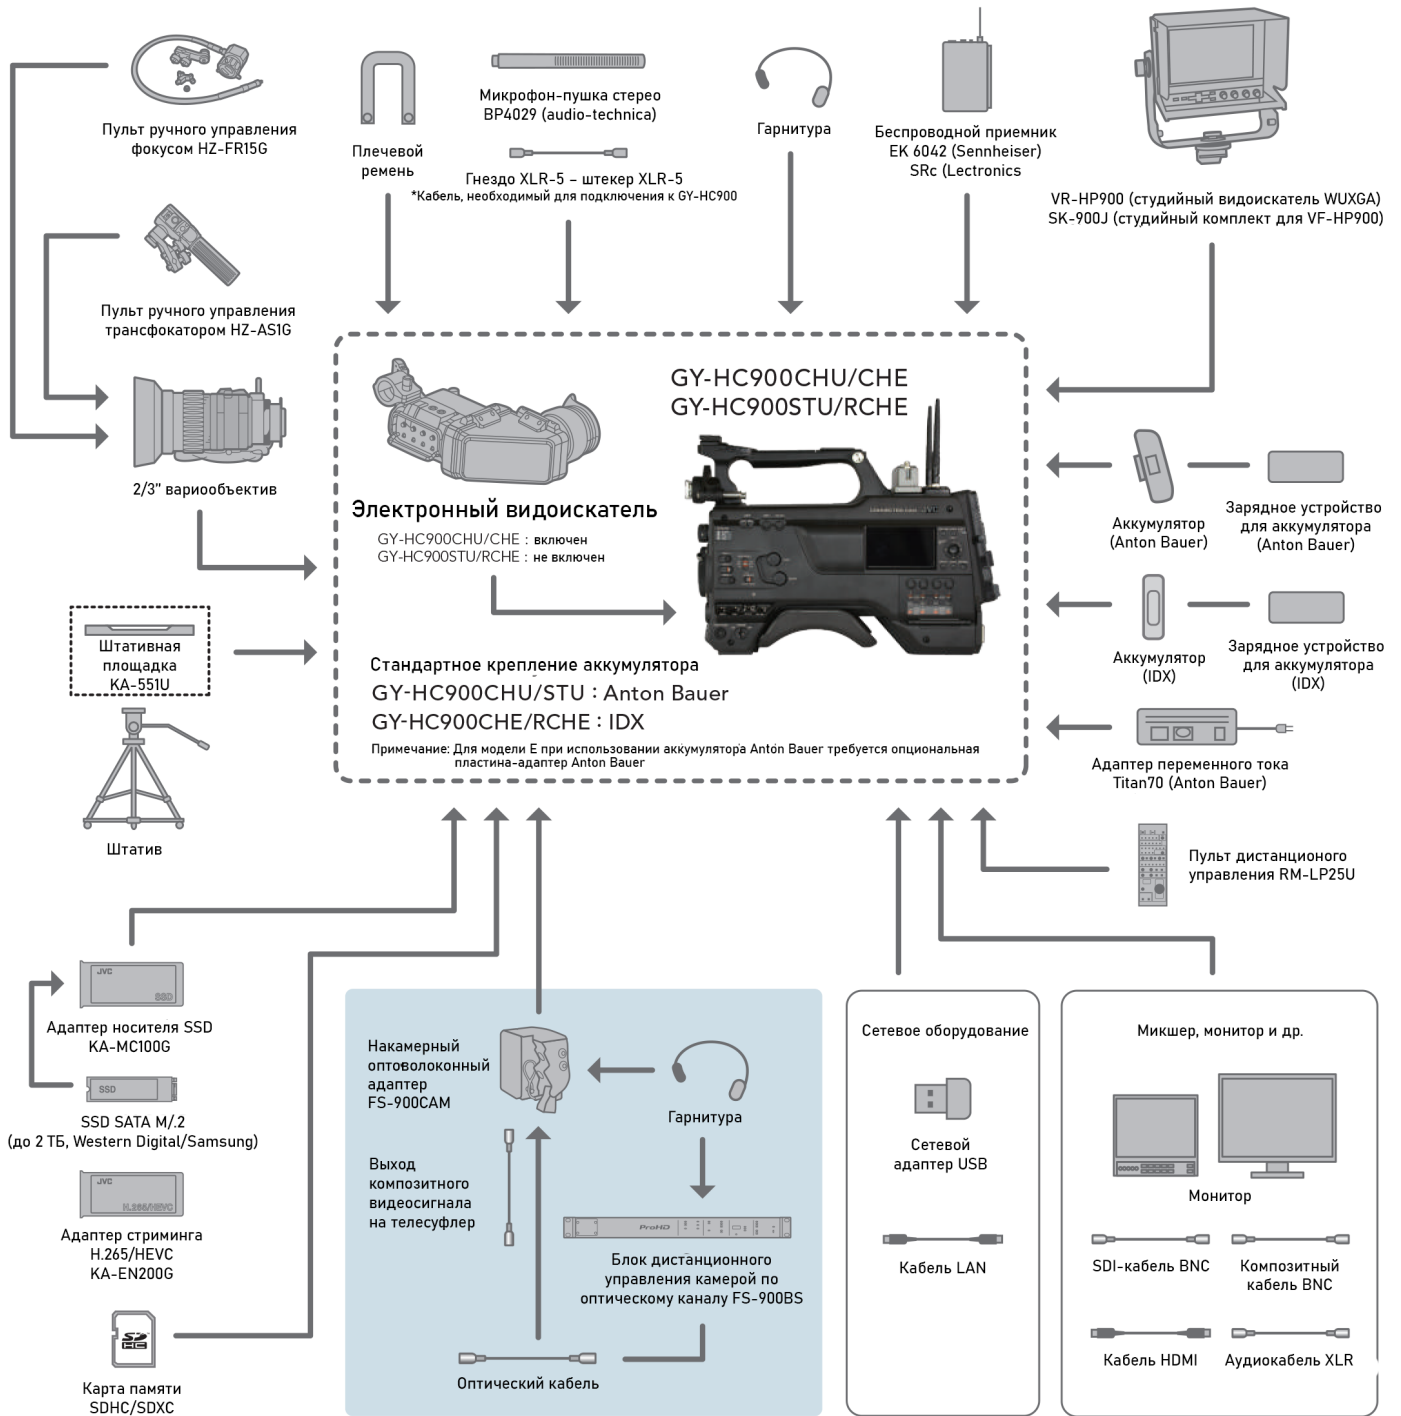 Пульт ручного управления
фокусом HZ-FR15G
Плечевой
ремень
Микрофон-пушка стерео
BP4029 (audio-technica)
Гнездо XLR-5 – штекер XLR-5
*Кабель, необходимый для подключения к GY-HC900
Гарнитура
Беспроводной приемник
EK 6042 (Sennheiser)
SRc (Lectronics
VR-HP900 (студийный видоискатель WUXGA)
SK-900J (студийный комплект для VF-HP900)
Пульт ручного управления
трансфокатором HZ-AS1G
2/3” вариообъектив
GY-HC900CHU/CHE
GY-HC900STU/RCHE
JVC
Электронный видоискатель
GY-HC900CHU/CHE : включен
GY-HC900STU/RCHE : не включен
Аккумулятор
(Anton Bauer)
Зарядное устройство
для аккумулятора
(Anton Bauer)
Штативная
площадка
KA-551U
Стандартное крепление аккумулятора
GY-HC900CHU/STU : Anton Bauer
GY-HC900CHE/RCHE : IDX
Примечание: Для модели E при использовании аккумулятора Anton Bauer требуется опциональная
пластина-адаптер Anton Bauer
Аккумулятор
(IDX)
Зарядное устройство
для аккумулятора
(IDX)
Адаптер переменного тока
Titan70 (Anton Bauer)
Штатив
Пульт дистанционого
управления RM-LP25U
JVC
SSD
Адаптер носителя SSD
KA-MC100G
SSD
SSD SATA M/.2
(до 2 ТБ, Western Digital/Samsung)
JVC
H.265/HEVC
Адаптер стриминга
H.265/HEVC
KA-EN200G
SD
HC
Карта памяти
SDHC/SDXC
Накамерный
оптоволоконный
адаптер
FS-900CAM
Гарнитура
Выход
композитного
видеосигнала
на телесуфлер
ProHD
Блок дистанционного
управления камерой по
оптическому каналу FS-900BS
Оптический кабель
Сетевое оборудование
Сетевой
адаптер USB
Кабель LAN
Микшер, монитор и др.
Монитор
SDI-кабель BNC
Композитный
кабель BNC
Кабель HDMI
Аудиокабель XLR